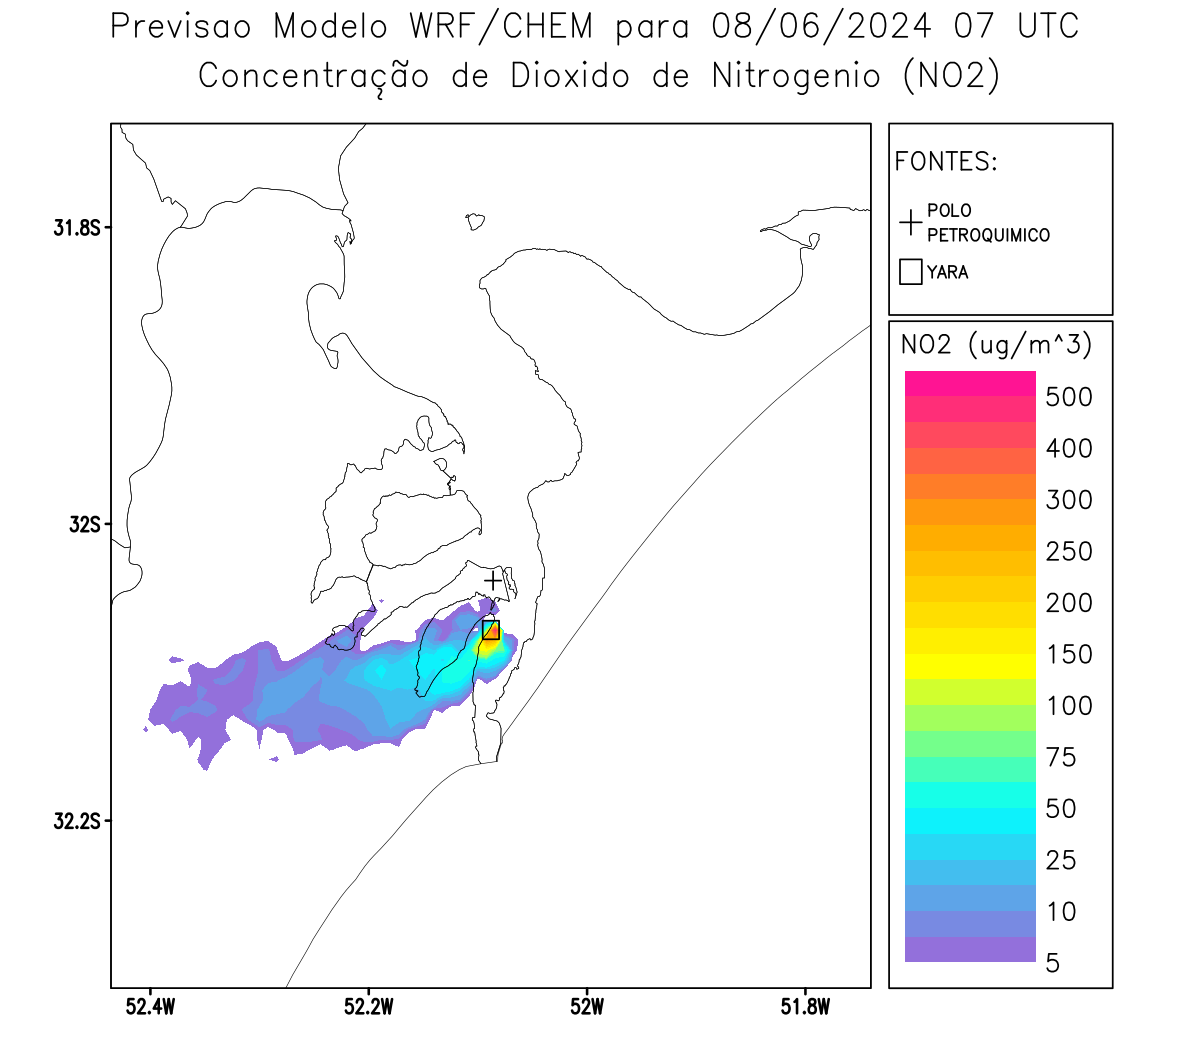 Previsao Modelo WRF/CHEM para 08/06/2024 07 UTC
Concentração de Dioxido de Nitrogenio (NO2)
FONTES:
POLO
PETROQUIMICO
YARA
31.8S
32S
32.2S
52.4W
52.2W
52W
51.8W
NO2 (ug/m^3)
500
400
300
250
200
150
100
75
50
25
10
5